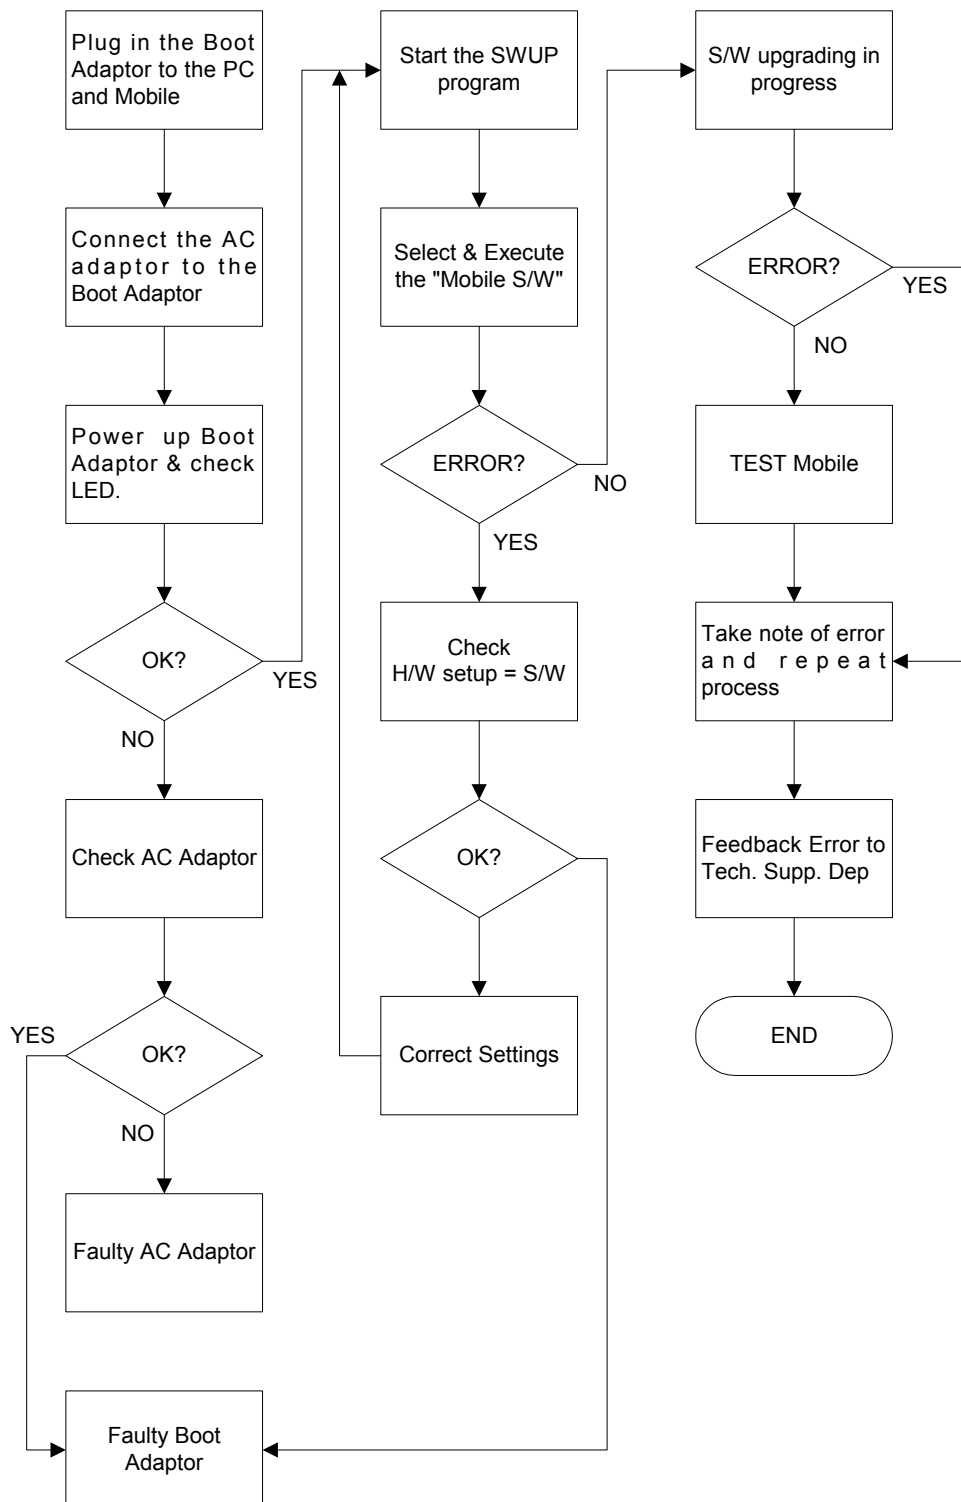 Plug in the Boot
Adaptor to the PC
and Mobile
Connect the AC
adaptor to the
Boot Adaptor
Power up Boot
Adaptor & check
LED.
OK?
YES
NO
Check AC Adaptor
YES
OK?
NO
Faulty AC Adaptor
Faulty Boot
Adaptor
Start the SWUP
program
Select & Execute
the "Mobile S/W"
ERROR?
NO
YES
Check
H/W setup = S/W
OK?
Correct Settings
S/W upgrading in
progress
ERROR?
YES
NO
TEST Mobile
Take note of error
and repeat
process
Feedback Error to
Tech. Supp. Dep
END